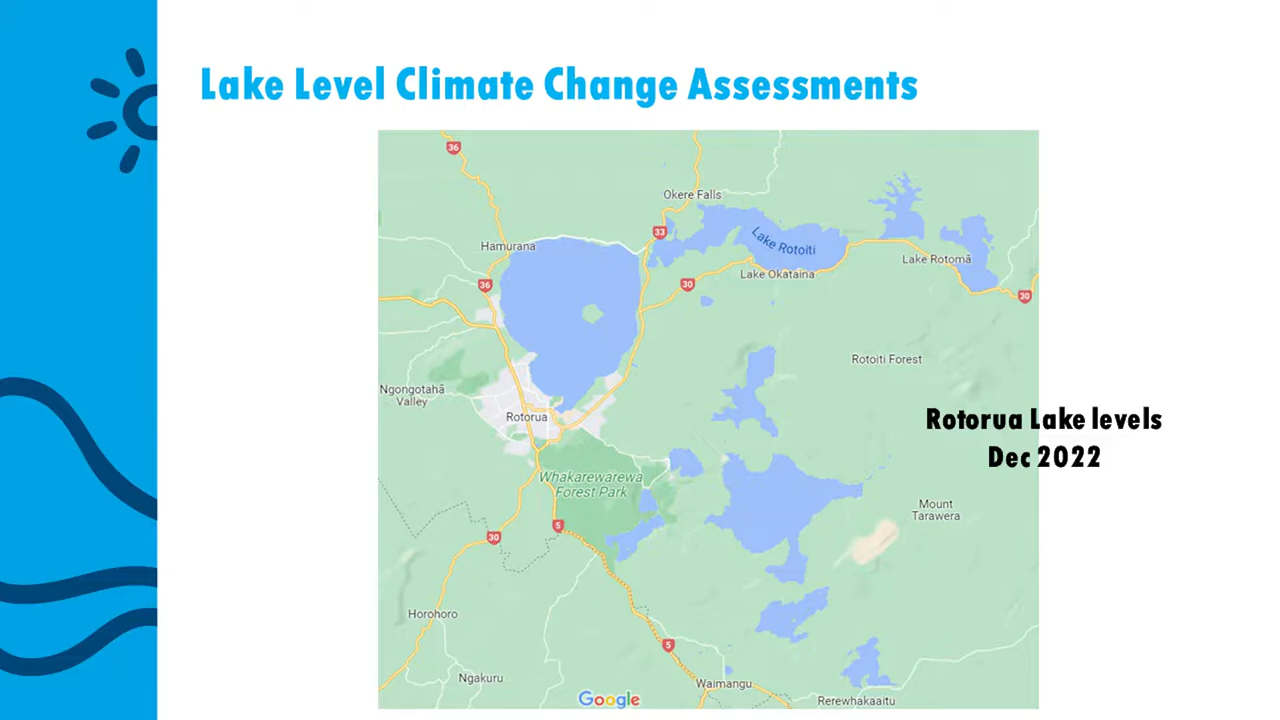 Lake Level Climate Change Assessments
36
Okere Falls
33
Hamurana
Lake Rotoiti
Lake Okataina
Lake Rotomā
36
30
30
Rotoiti Forest
Ngongotahā
Valley
Rotorua
Rotorua Lake levels
Dec 2022
Whakarewarewa
Forest Park
Mount
Tarawera
5
30
Horohoro
5
Ngakuru
Waimangu
Rerewhakaaitu
Google